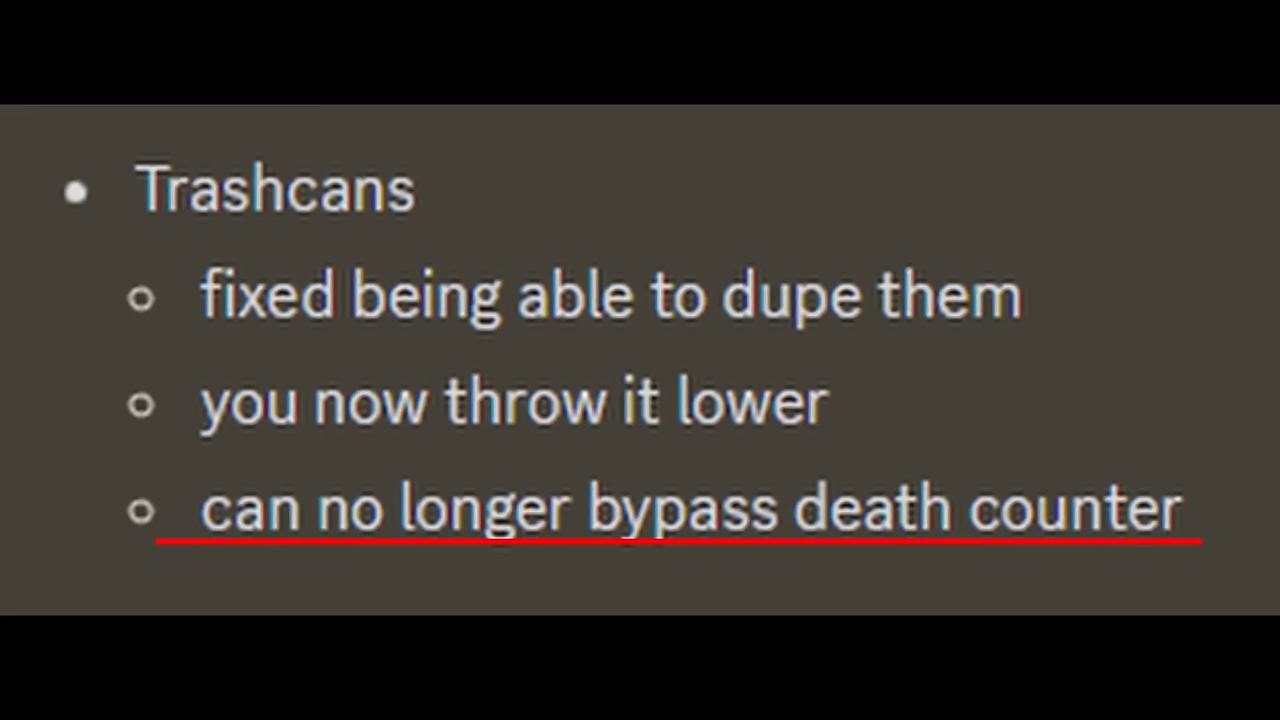 Trashcans
fixed being able to dupe them
you now throw it lower
can no longer bypass death counter